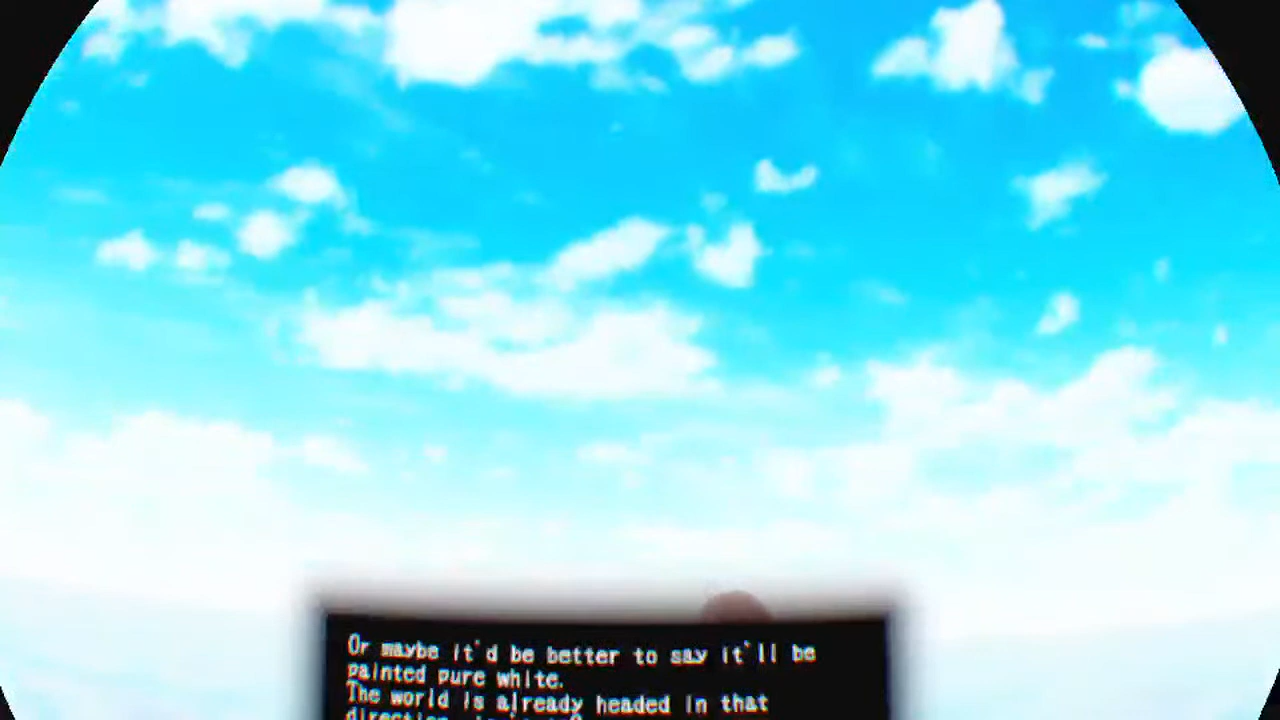 Or maybe it'd be better to say it'll be
painted pure white.
The world is already headed in that
direction,